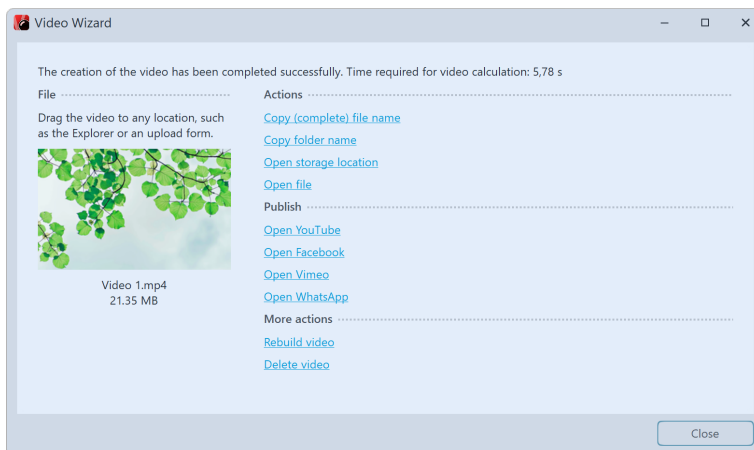 Video Wizard
The creation of the video has been completed successfully. Time required for video calculation: 5,78 s
File
Drag the video to any location, such
as the Explorer or an upload form.
Video 1.mp4
21.35 MB
Actions
Copy (complete) file name
Copy folder name
Open storage location
Open file
Publish
Open YouTube
Open Facebook
Open Vimeo
Open WhatsApp
More actions
Rebuild video
Delete video
Close